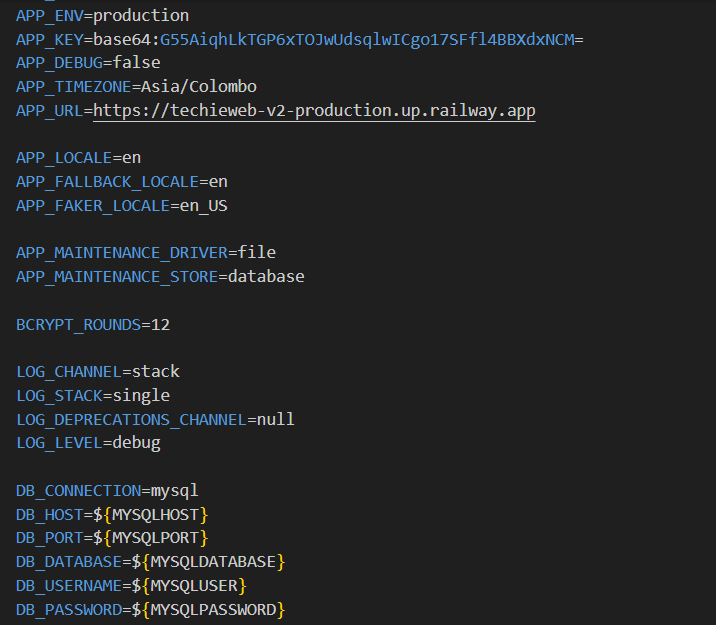 APP_ENV=production
APP_KEY=base64:G55AiqhLkTGP6xTOJwUdsqlwICgo17SFfl4BBXdxNCM=
APP_DEBUG=false
APP_TIMEZONE=Asia/Colombo
APP_URL=https://techieweb-v2-production.up.railway.app
APP_LOCALE=en
APP_FALLBACK_LOCALE=en
APP_FAKER_LOCALE=en_US
APP_MAINTENANCE_DRIVER=file
APP_MAINTENANCE_STORE=database
BCRYPT_ROUNDS=12
LOG_CHANNEL=stack
LOG_STACK=single
LOG_DEPRECATIONS_CHANNEL=null
LOG_LEVEL=debug
DB_CONNECTION=mysql
DB_HOST=${MYSQLHOST}
DB_PORT=${MYSQLPORT}
DB_DATABASE=${MYSQLDATABASE}
DB_USERNAME=${MYSQLUSER}
DB_PASSWORD=${MYSQLPASSWORD}